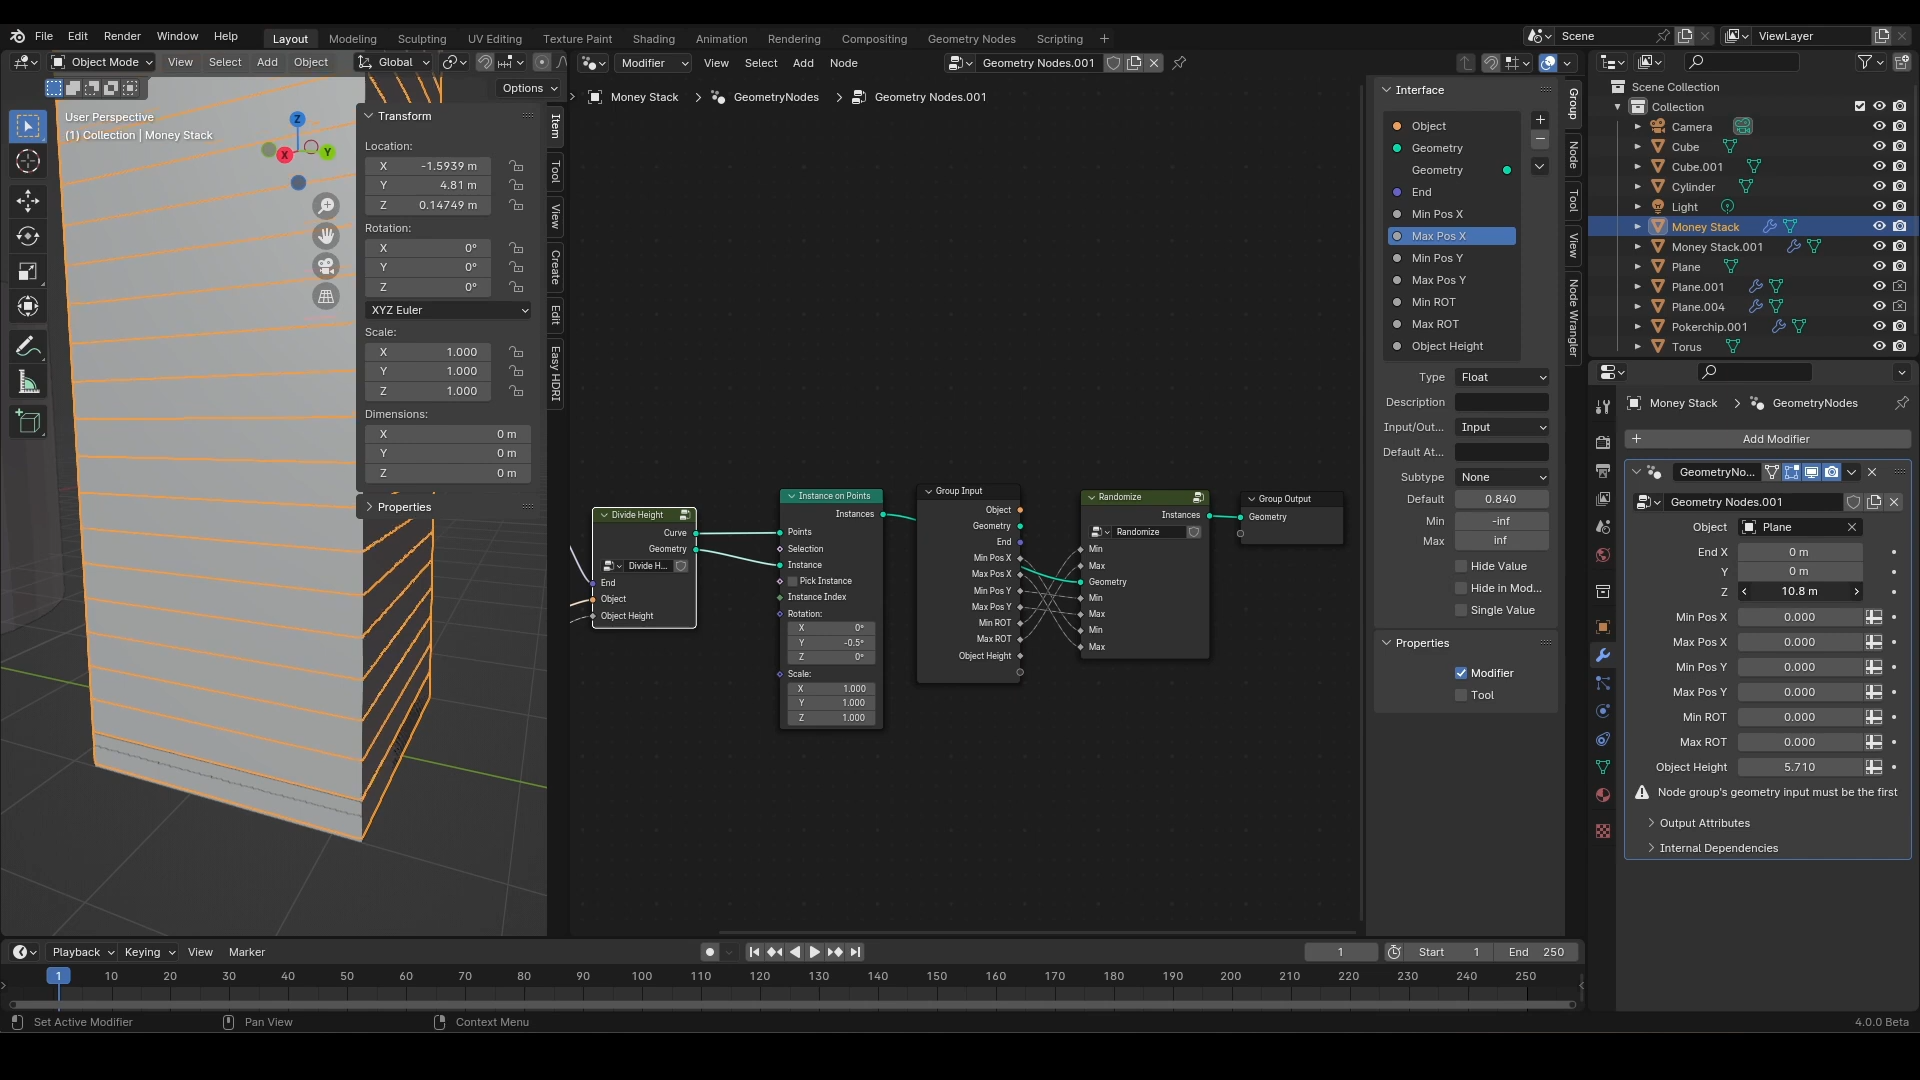 File Edit Render Window Help
Layout Modeling Sculpting UV Editing Texture Paint Shading Animation Rendering Compositing Geometry Nodes Scripting +
Scene
ViewLayer
Object Mode View Select Add Object Global
Options
User Perspective
(1) Collection | Money Stack
Z
X
Y
Transform
Location:
X -1.5939 m
Y 4.81 m
Z 0.14749 m
Rotation:
X 0°
Y 0°
Z 0°
XYZ Euler
Scale:
X 1.000
Y 1.000
Z 1.000
Dimensions:
X 0 m
Y 0 m
Z 0 m
Properties
Item
Tool
View
Create
Edit
Easy HDRI
Modifier View Select Add Node Geometry Nodes.001
Money Stack > GeometryNodes > Geometry Nodes.001
Divide Height
Curve
Geometry
Divide H...
End
Object
Object Height
Instance on Points
Instances
Points
Selection
Instance
Pick Instance
Instance Index
Rotation:
X 0°
Y -0.5°
Z 0°
Scale:
X 1.000
Y 1.000
Z 1.000
Group Input
Object
Geometry
End
Min Pos X
Max Pos X
Min Pos Y
Max Pos Y
Min ROT
Max ROT
Object Height
Randomize
Instances
Randomize
Min
Max
Geometry
Min
Max
Min
Max
Group Output
Geometry
Interface
Object
Geometry
Geometry
End
Min Pos X
Max Pos X
Min Pos Y
Max Pos Y
Min ROT
Max ROT
Object Height
Type Float
Description
Input/Out... Input
Default At...
Subtype None
Default 0.840
Min -inf
Max inf
Hide Value
Hide in Mod...
Single Value
Properties
Modifier
Tool
Group
Node
Tool
View
Node Wrangler
Scene Collection
Collection
Camera
Cube
Cube.001
Cylinder
Light
Money Stack
Money Stack.001
Plane
Plane.001
Plane.004
Pokerchip.001
Torus
Money Stack > GeometryNodes
+ Add Modifier
GeometryNo...
Geometry Nodes.001
Object Plane
End X 0 m
Y 0 m
Z 10.8 m
Min Pos X 0.000
Max Pos X 0.000
Min Pos Y 0.000
Max Pos Y 0.000
Min ROT 0.000
Max ROT 0.000
Object Height 5.710
Node group's geometry input must be the first
Output Attributes
Internal Dependencies
Playback Keying View Marker
1 Start 1 End 250
1 10 20 30 40 50 60 70 80 90 100 110 120 130 140 150 160 170 180 190 200 210 220 230 240 250
Set Active Modifier Pan View Context Menu 4.0.0 Beta